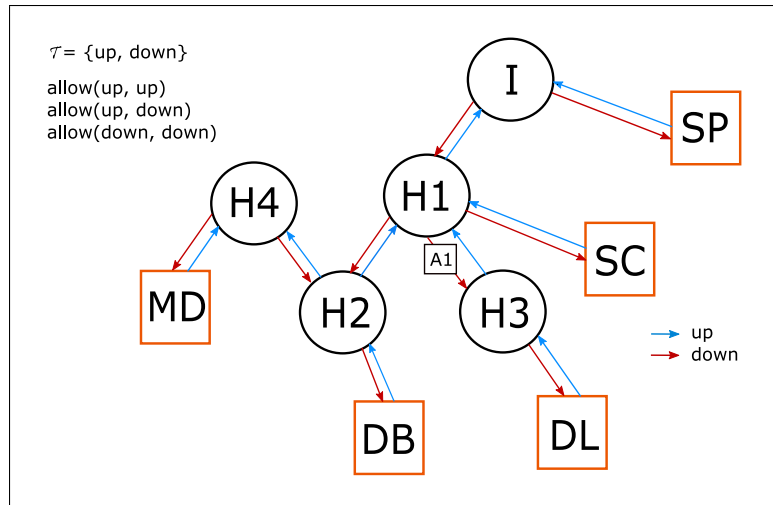 𝒯 = {up, down}
allow(up, up)
allow(up, down)
allow(down, down)
I
SP
H4
H1
A1
SC
MD
H2
H3
up
down
DB
DL